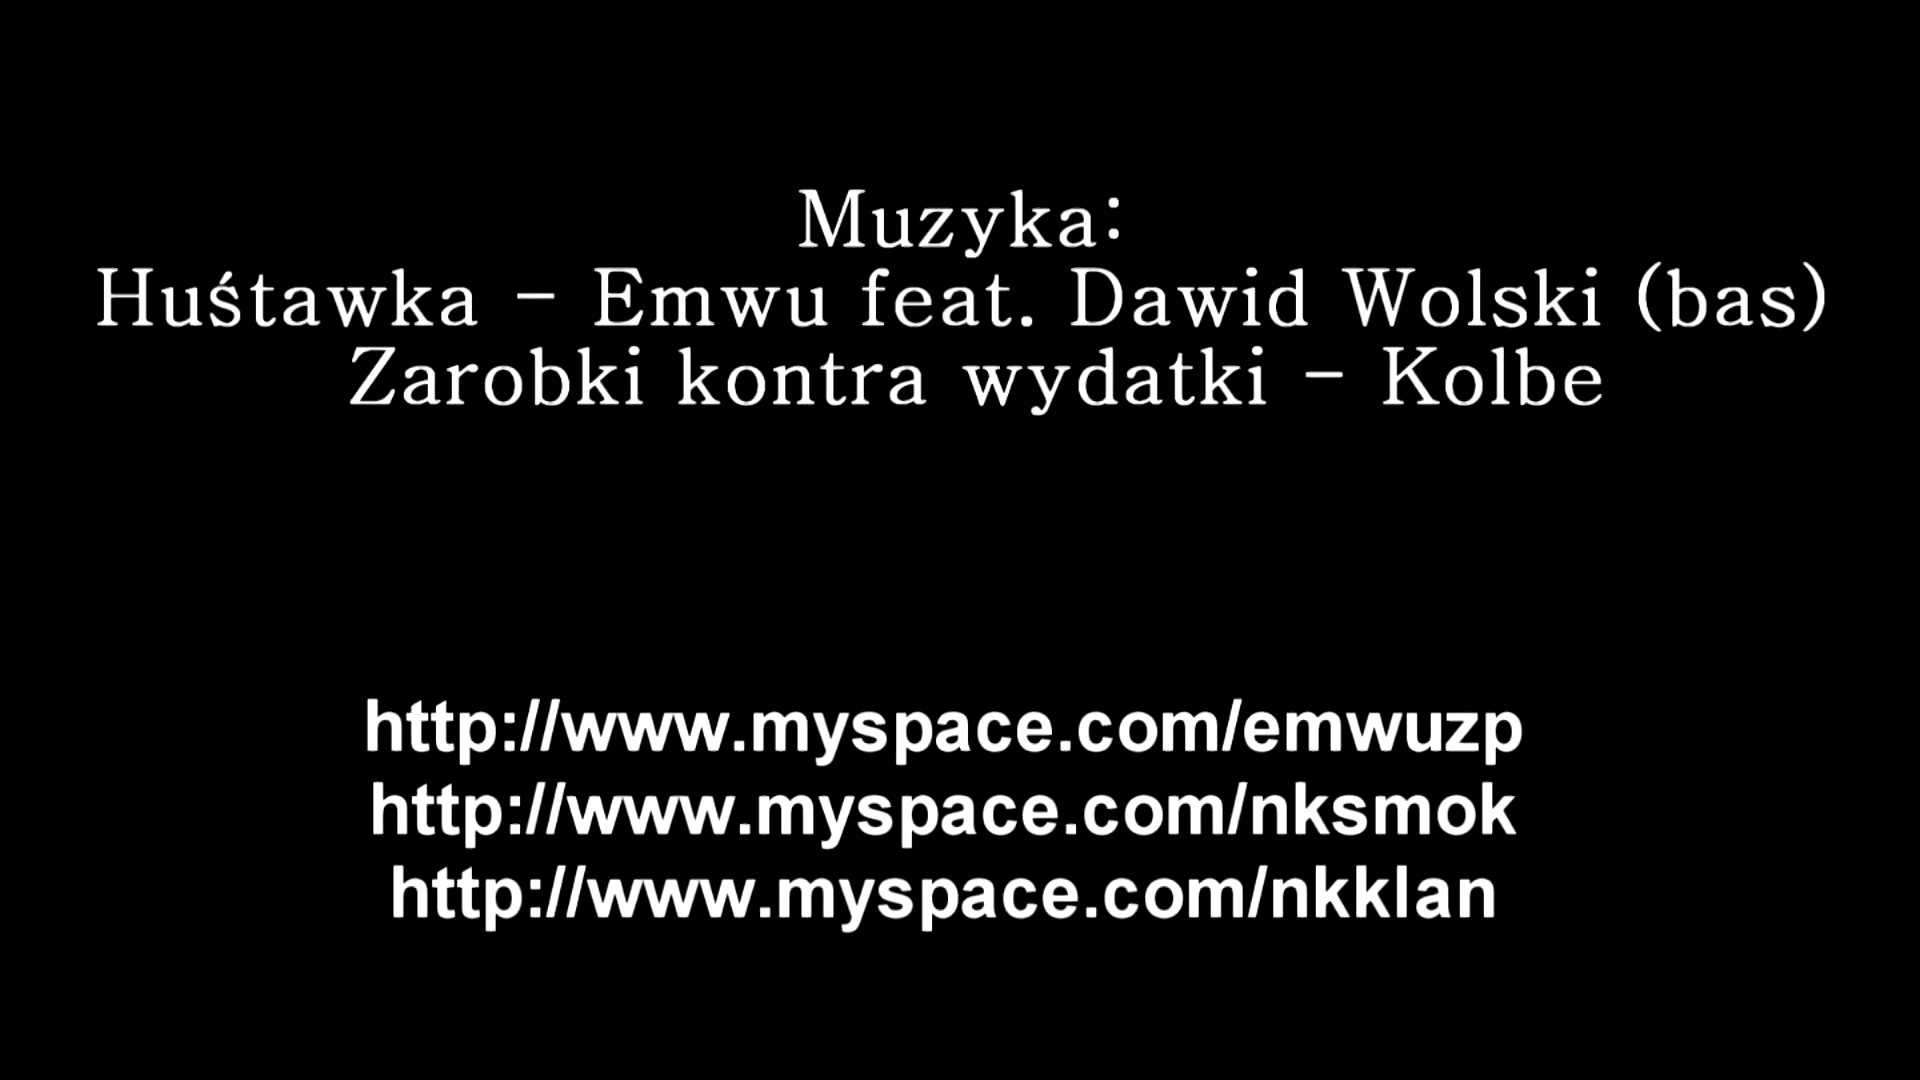 Muzyka:
Huśtawka - Emwu feat. Dawid Wolski (bas)
Zarobki kontra wydatki - Kolbe
http://www.myspace.com/emwuzp
http://www.myspace.com/nksmok
http://www.myspace.com/nkklan